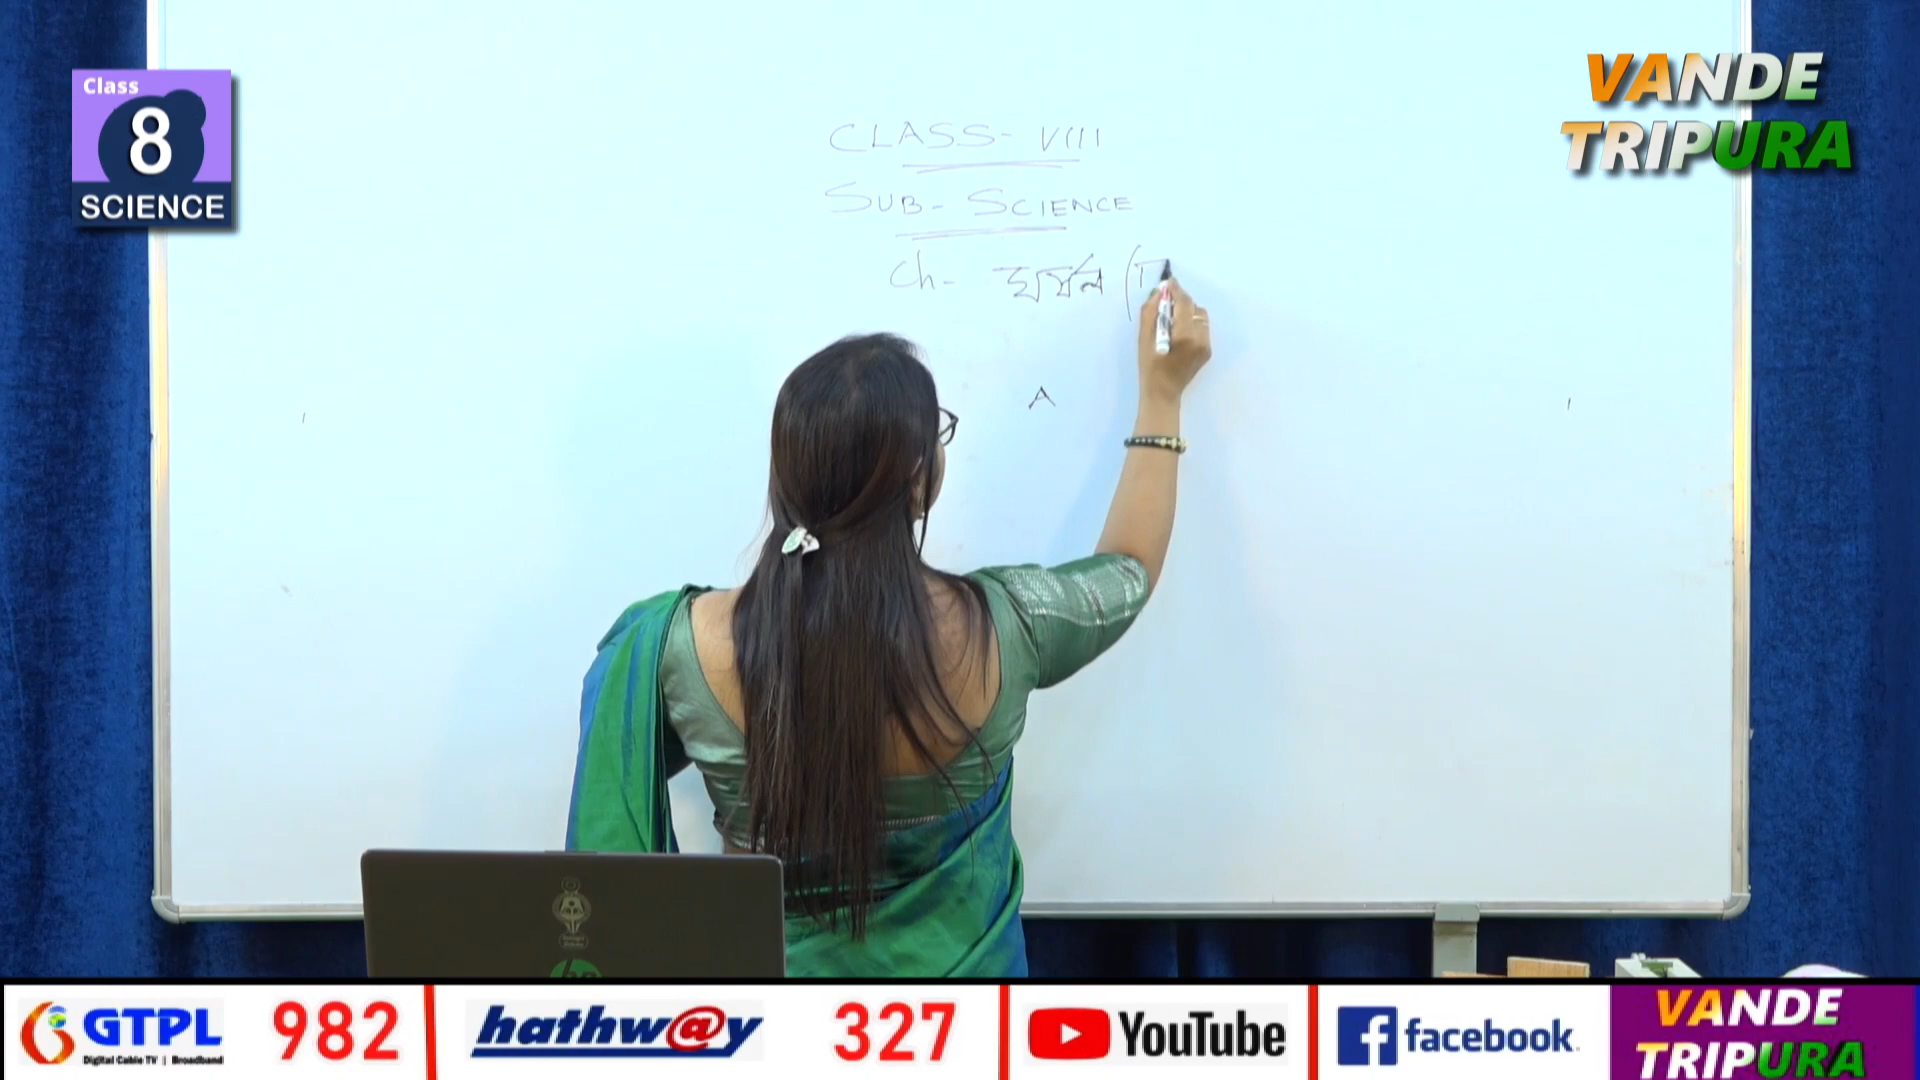 Class
8
SCIENCE
VANDE
TRIPURA
CLASS- VIII
SUB- SCIENCE
Ch- ঘর্ষণ (
A
GTPL
Digital Cable TV | Broadband
982
hathw@y
327
YouTube
facebook
VANDE
TRIPURA
hp